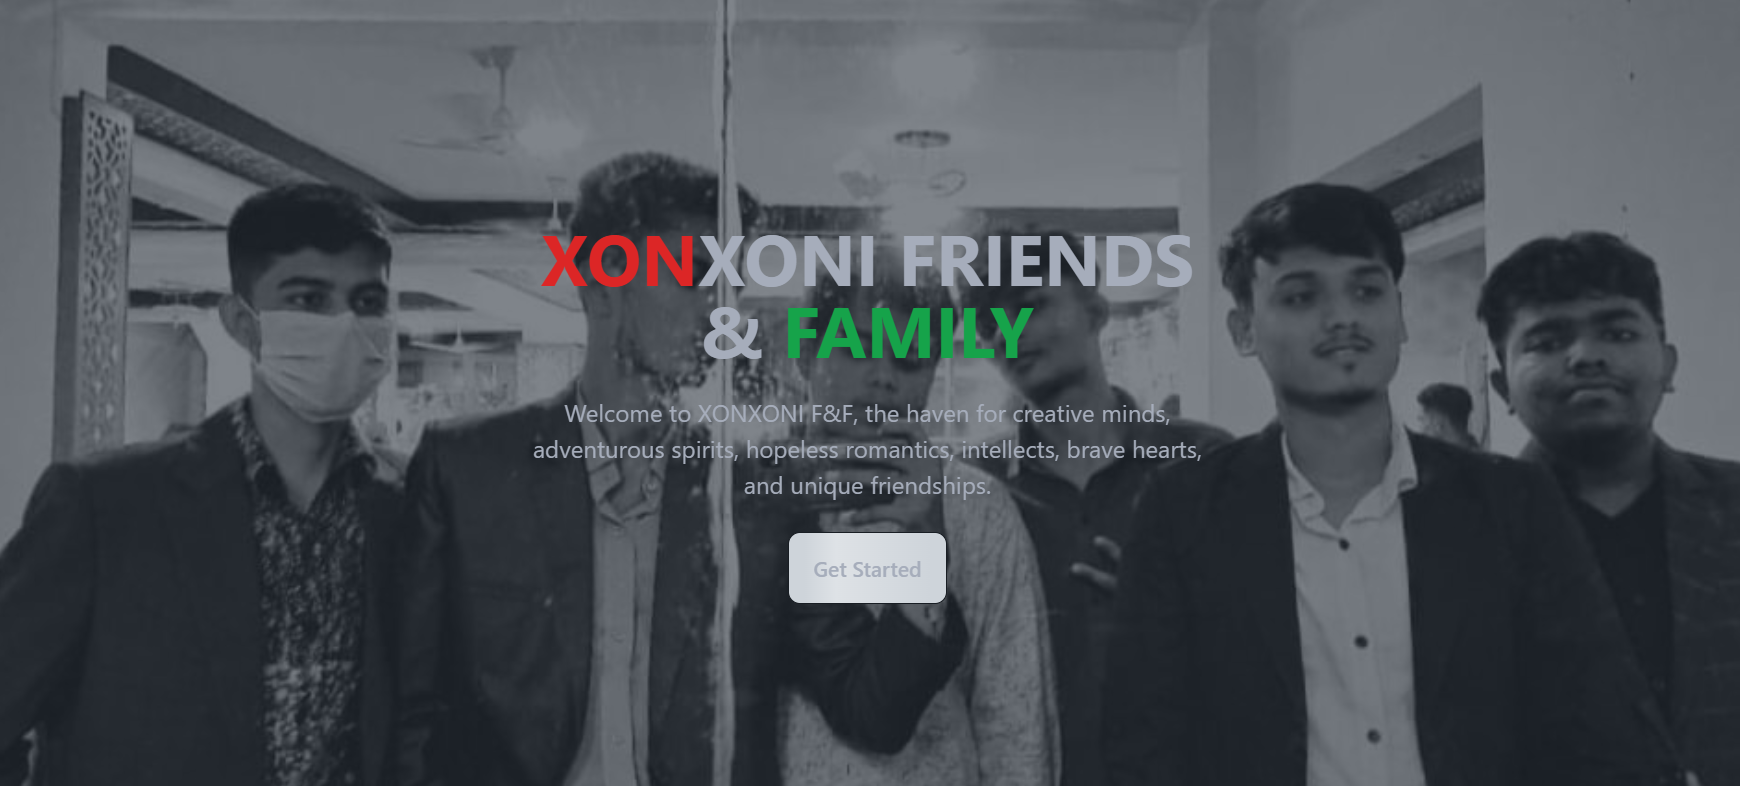 XONXONI FRIENDS
& FAMILY
Welcome to XONXONI F&F, the haven for creative minds,
adventurous spirits, hopeless romantics, intellects, brave hearts,
and unique friendships.
Get Started